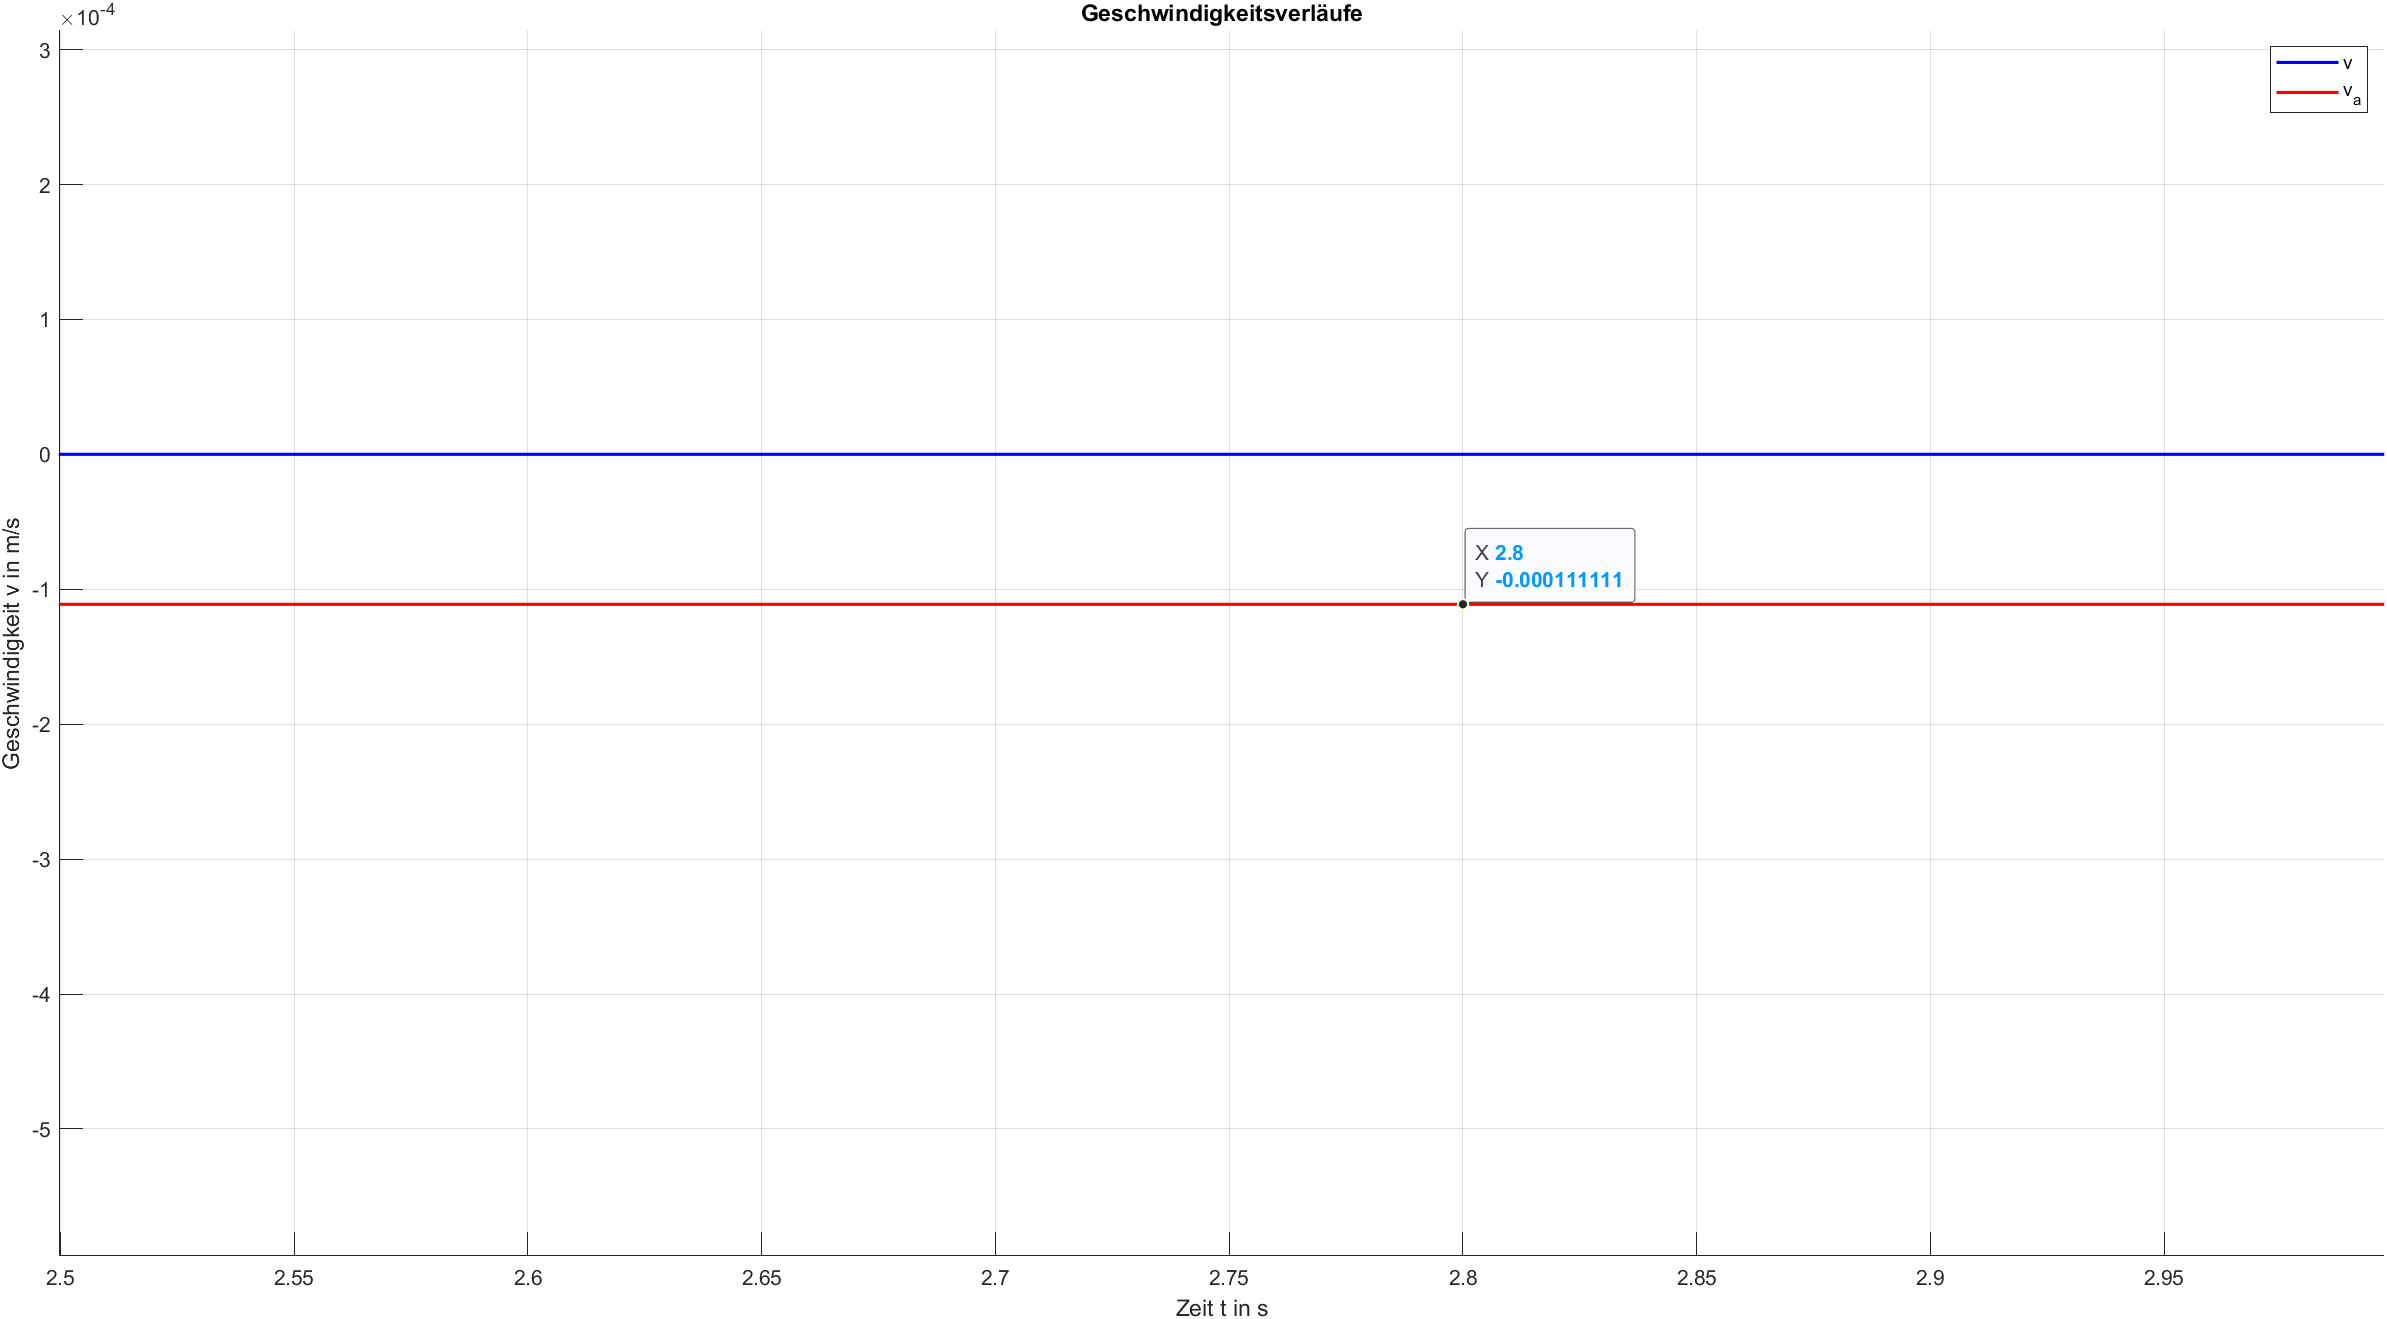 Geschwindigkeitsverläufe
×10-4
v
va
3
2
1
0
-1
-2
-3
-4
-5
Geschwindigkeit v in m/s
X 2.8
Y -0.000111111
2.5 2.55 2.6 2.65 2.7 2.75 2.8 2.85 2.9 2.95
Zeit t in s